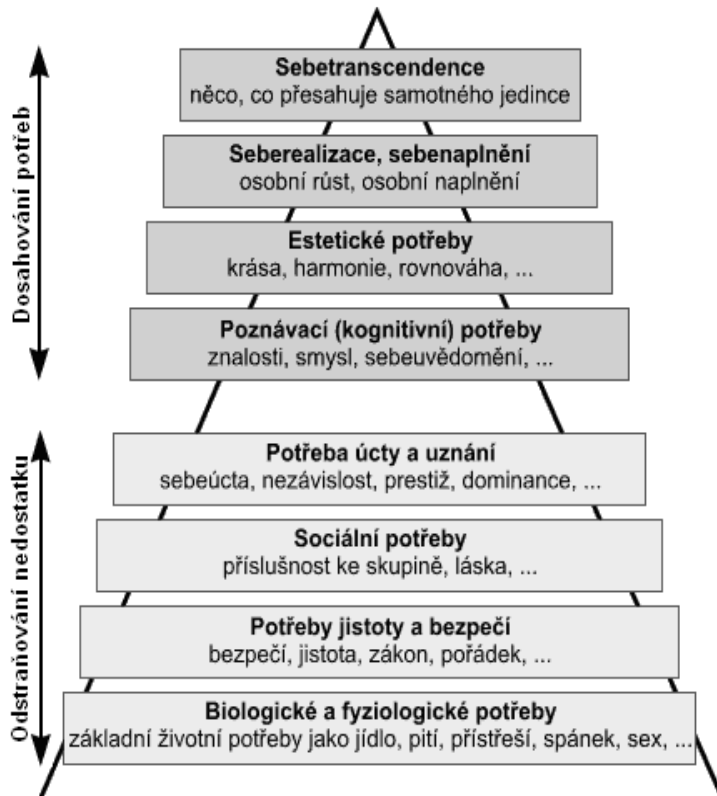 Sebetranscendence
něco, co přesahuje samotného jedince
Seberealizace, sebenaplnění
osobní růst, osobní naplnění
Estetické potřeby
krása, harmonie, rovnováha, ...
Poznávací (kognitivní) potřeby
znalosti, smysl, sebeuvědomění, ...
Dosahování potřeb
Potřeba úcty a uznání
sebeúcta, nezávislost, prestiž, dominance, ...
Sociální potřeby
příslušnost ke skupině, láska, ...
Potřeby jistoty a bezpečí
bezpečí, jistota, zákon, pořádek, ...
Biologické a fyziologické potřeby
základní životní potřeby jako jídlo, pití, přístřeší, spánek, sex, ...
Odstraňování nedostatku